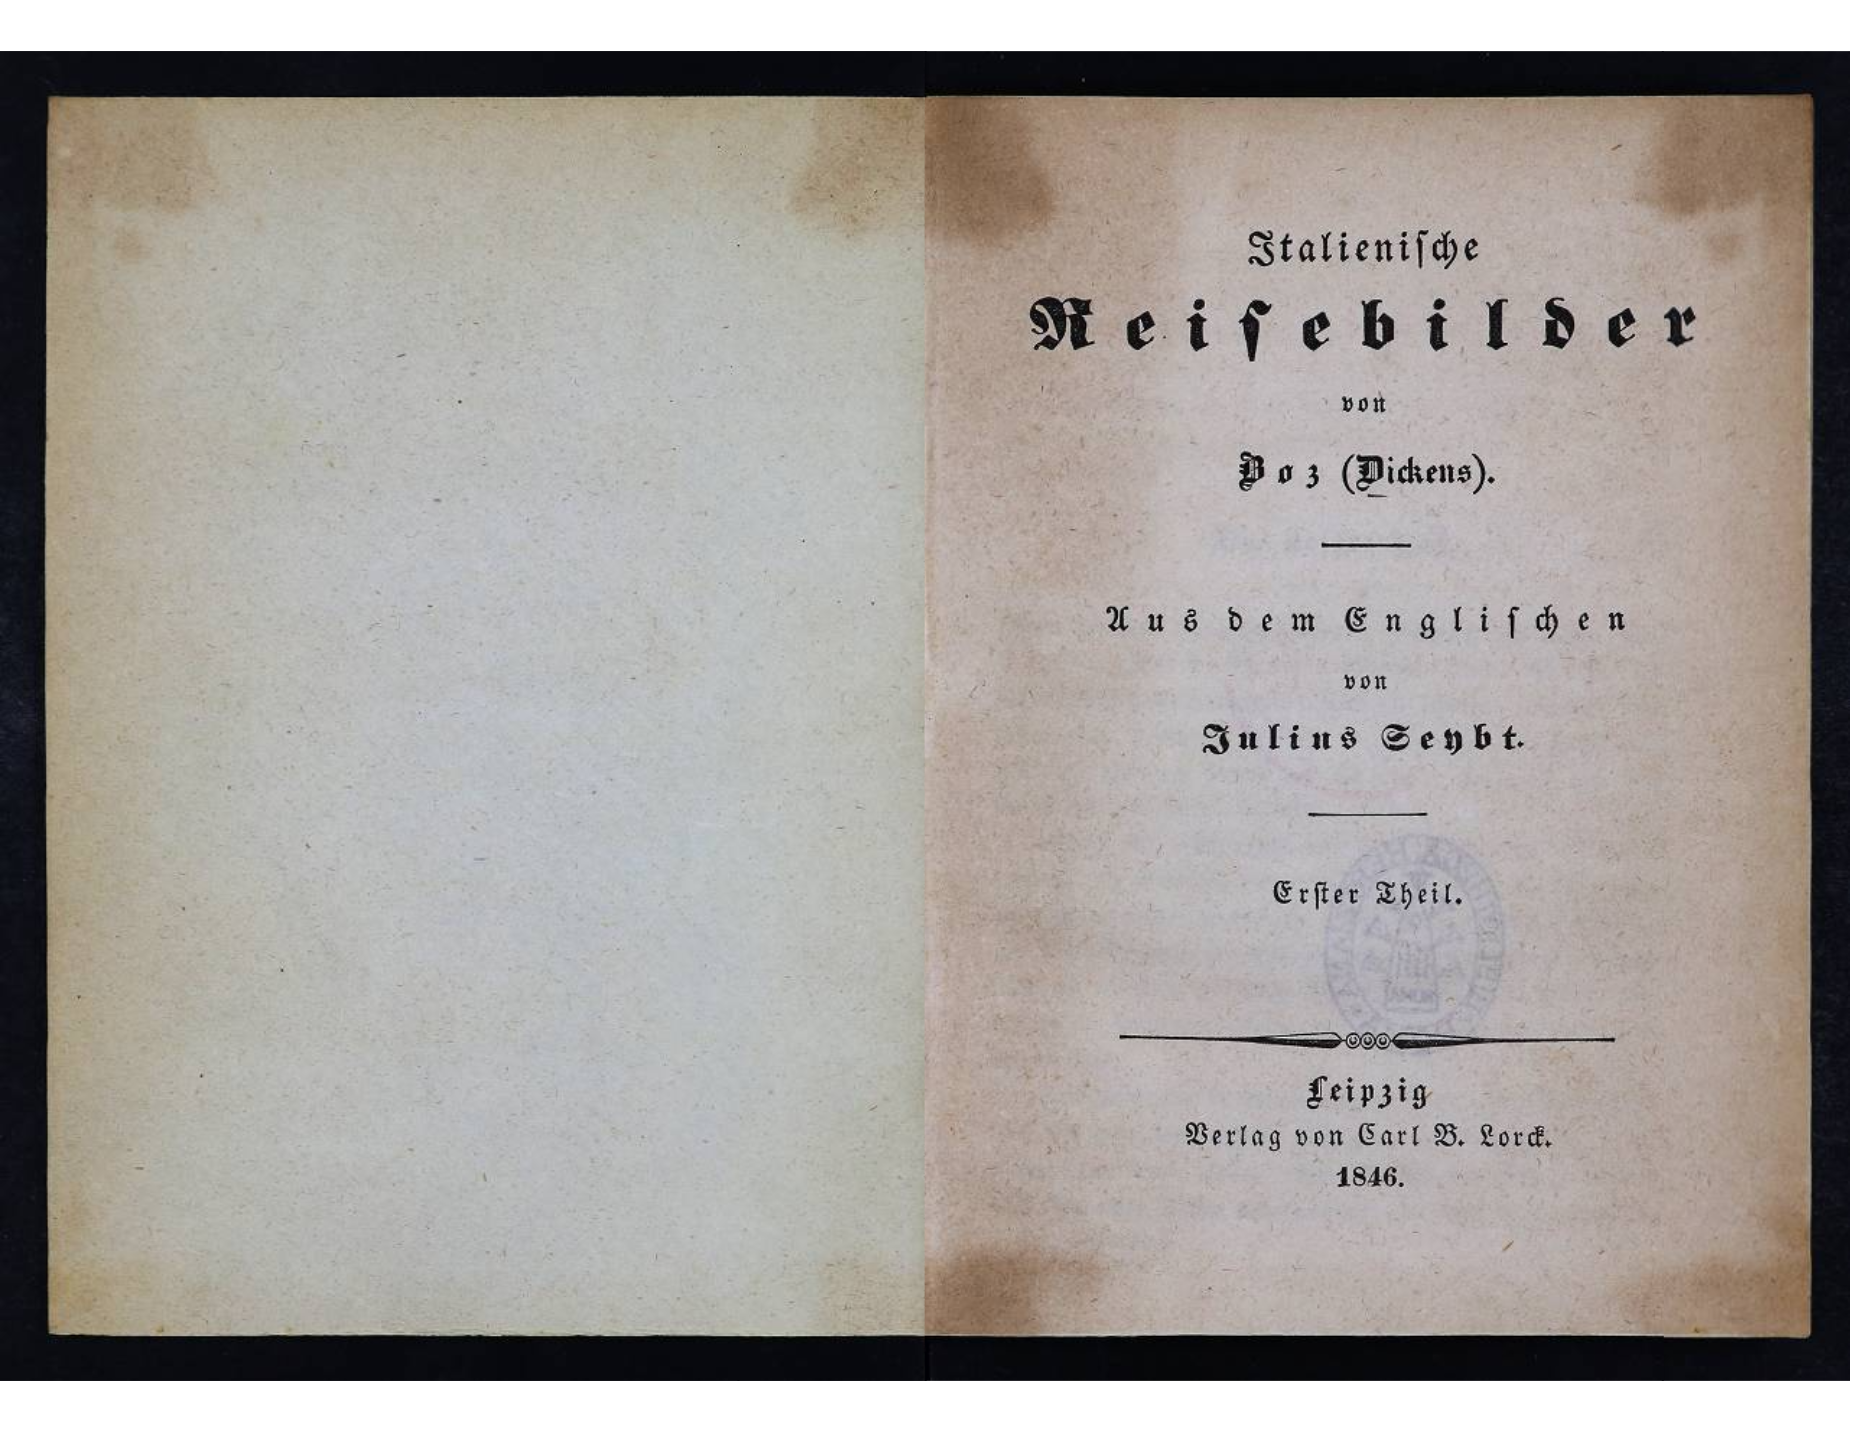 Italieniſche
Reiſebilder
von
Boz (Dickens).
Aus dem Engliſchen
von
Julius Seybt.
Erſter Theil.
Leipzig
Verlag von Carl B. Lorck.
1846.